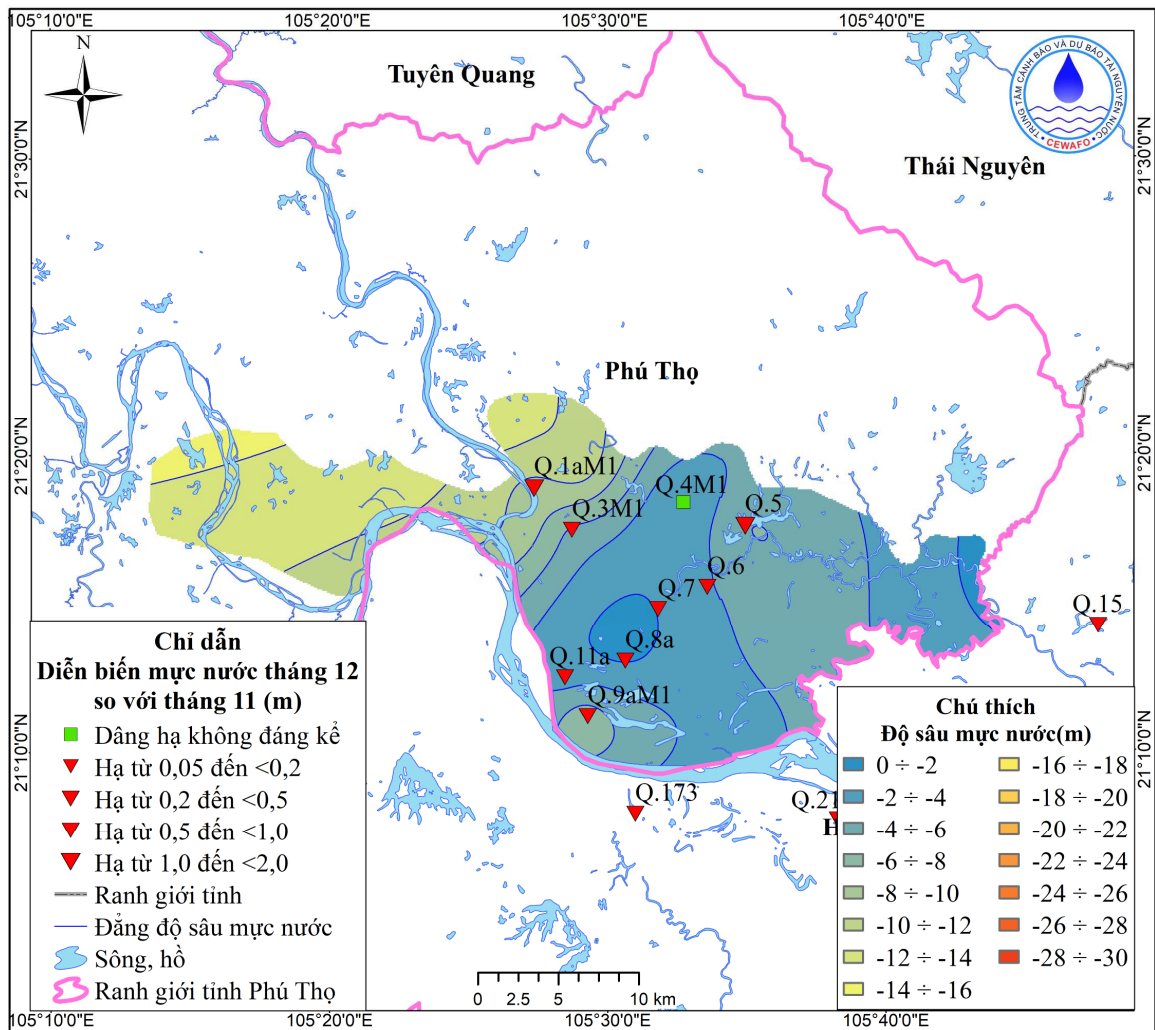 105°10'0"E
105°20'0"E
105°30'0"E
105°40'0"E
N
Tuyên Quang
TRUNG TÂM CẢNH BÁO VÀ DỰ BÁO TÀI NGUYÊN NƯỚC
• CEWAFO •
21°30'0"N
21°30'0"N
Thái Nguyên
Phú Thọ
21°20'0"N
21°20'0"N
Q.1aM1
Q.4M1
Q.3M1
Q.5
Q.6
Q.7
Q.15
Q.8a
Q.11a
Q.9aM1
21°10'0"N
21°10'0"N
Q.173
Q.21
H
Chỉ dẫn
Diễn biến mực nước tháng 12
so với tháng 11 (m)
Dâng hạ không đáng kể
Hạ từ 0,05 đến <0,2
Hạ từ 0,2 đến <0,5
Hạ từ 0,5 đến <1,0
Hạ từ 1,0 đến <2,0
Ranh giới tỉnh
Đẳng độ sâu mực nước
Sông, hồ
Ranh giới tỉnh Phú Thọ
0 2.5 5 10 km
Chú thích
Độ sâu mực nước(m)
0 ÷ -2
-2 ÷ -4
-4 ÷ -6
-6 ÷ -8
-8 ÷ -10
-10 ÷ -12
-12 ÷ -14
-14 ÷ -16
-16 ÷ -18
-18 ÷ -20
-20 ÷ -22
-22 ÷ -24
-24 ÷ -26
-26 ÷ -28
-28 ÷ -30
105°10'0"E
105°20'0"E
105°30'0"E
105°40'0"E